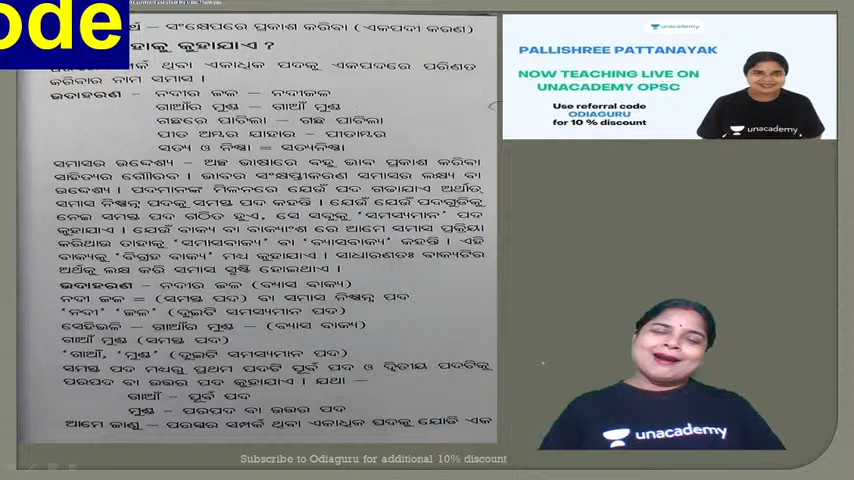 ode
ର୍ଥ – ସଂକ୍ଷେପରେ ପ୍ରକାଶ କରିବା (ଏକପଦୀ କରଣ)
ହାକୁ କୁହାଯାଏ ?
ଥିବା ଏକାଧିକ ପଦକୁ ଏକପଦରେ ପରିଣତ
କରିବାର ନାମ ସମାସ ।
ଉଦାହରଣ – ନଦୀର ଜଳ – ନଦୀଜଳ
ଗାଆଁର ମୁଣ୍ଡ – ଗାଆଁ ମୁଣ୍ଡ
ଗଛରେ ପାଚିଲା – ଗଛ ପାଚିଲା
ପୀତ ଅମ୍ବର ଯାହାର – ପୀତାମ୍ବର
ସତ୍ୟ ଓ ନିଷ୍ଠା = ସତ୍ୟନିଷ୍ଠା
ସମାସର ଉଦ୍ଦେଶ୍ୟ – ଅଳ୍ପ ଭାଷାରେ ବହୁ ଭାବ ପ୍ରକାଶ କରିବା
ସାହିତ୍ୟର ଗୌରବ । ଭାବର ସଂକ୍ଷିପ୍ତୀକରଣ ସମାସର ଲକ୍ଷ୍ୟ ବା
ଉଦ୍ଦେଶ୍ୟ । ପଦମାନଙ୍କ ମିଳନରେ ଯେଉଁ ପଦ ଗଢାଯାଏ ଅର୍ଥାତ୍
ସମାସ ନିଷ୍ପନ୍ନ ପଦକୁ ସମସ୍ତ ପଦ କହନ୍ତି । ଯେଉଁ ଯେଉଁ ପଦଗୁଡିକୁ
ନେଇ ସମସ୍ତ ପଦ ଗଠିତ ହୁଏ, ସେ ସବୁକୁ 'ସମସ୍ୟମାନ' ପଦ
କୁହାଯାଏ । ଯେଉଁ ବାକ୍ୟ ବା ବାକ୍ୟାଂଶ ରେ ଆମେ ସମାସ ପ୍ରକ୍ରିୟା
କରିଥାଉ ତାହାକୁ 'ସମାସବାକ୍ୟ' ବା 'ବ୍ୟାସବାକ୍ୟ' କହନ୍ତି । ଏହି
ବାକ୍ୟକୁ 'ବିଗ୍ରହ ବାକ୍ୟ' ମଧ୍ୟ କୁହାଯାଏ । ସାଧାରଣତଃ ବାକ୍ୟଟିର
ଅର୍ଥକୁ ଲକ୍ଷ କରି ସମାସ ସୃଷ୍ଟି ହୋଇଥାଏ ।
ଉଦାହରଣ – ନଦୀର ଜଳ (ବ୍ୟାସ ବାକ୍ୟ)
ନଦୀ ଜଳ = (ସମସ୍ତ ପଦ) ବା ସମାସ ନିଷ୍ପନ୍ନ ପଦ
'ନଦୀ' 'ଜଳ' (ଦୁଇଟି ସମସ୍ୟମାନ ପଦ)
ସେହିଭଳି – ଗାଆଁର ମୁଣ୍ଡ – (ବ୍ୟାସ ବାକ୍ୟ)
ଗାଆଁ ମୁଣ୍ଡ (ସମସ୍ତ ପଦ)
'ଗାଆଁ, 'ମୁଣ୍ଡ' (ଦୁଇଟି ସମସ୍ୟମାନ ପଦ)
ସମସ୍ତ ପଦ ମଧ୍ୟରୁ ପ୍ରଥମ ପଦଟି ପୂର୍ବ ପଦ ଓ ଦ୍ୱିତୀୟ ପଦଟିକୁ
ପରପଦ ବା ଉତ୍ତର ପଦ କୁହାଯାଏ । ଯଥା –
ଗାଆଁ – ପୂର୍ବ ପଦ
ମୁଣ୍ଡ – ପରପଦ ବା ଉତ୍ତର ପଦ
ଆମେ ଜାଣୁ – ପରସ୍ପର ସମ୍ପର୍କ ଥିବା ଏକାଧିକ ପଦକୁ ଯୋଡି ଏକ
unacademy
PALLISHREE PATTANAYAK
NOW TEACHING LIVE ON
UNACADEMY OPSC
Use referral code
ODIAGURU
for 10 % discount
unacademy
unacademy
Subscribe to Odiaguru for additional 10% discount